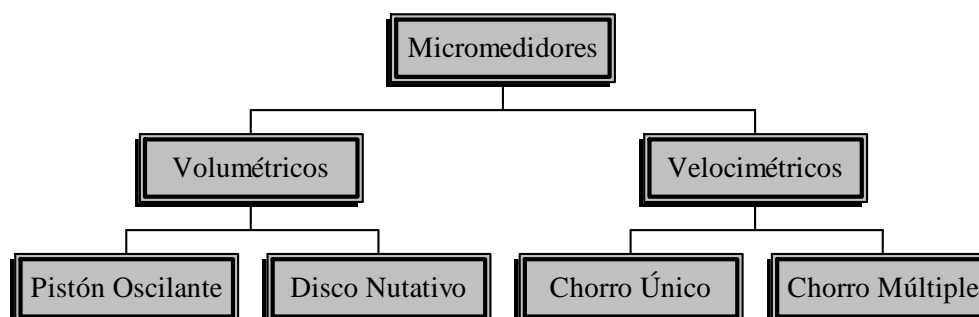 Micromedidores
Volumétricos
Velocimétricos
Pistón Oscilante
Disco Nutativo
Chorro Único
Chorro Múltiple